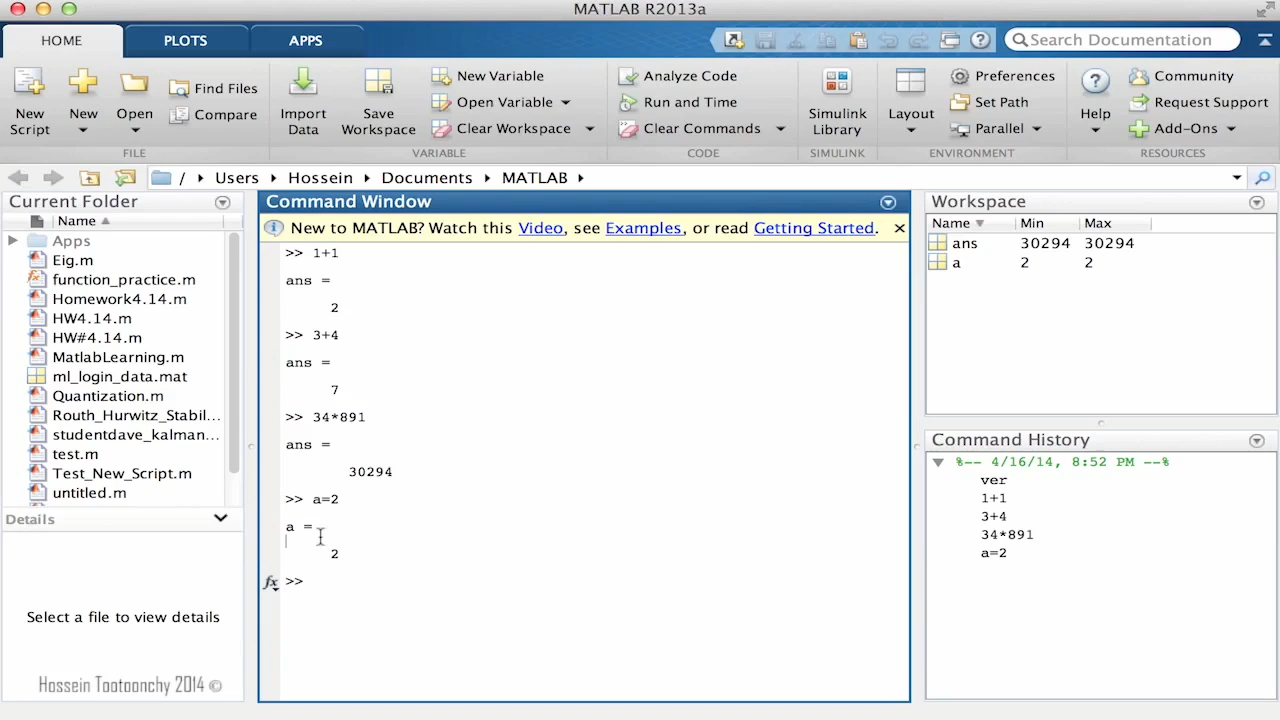 MATLAB R2013a
HOME PLOTS APPS
Search Documentation
New Script
New
Open
Find Files
Compare
FILE
Import Data
Save Workspace
New Variable
Open Variable
Clear Workspace
VARIABLE
Analyze Code
Run and Time
Clear Commands
CODE
Simulink Library
SIMULINK
Layout
Preferences
Set Path
Parallel
ENVIRONMENT
Help
Community
Request Support
Add-Ons
RESOURCES
/ Users Hossein Documents MATLAB
Current Folder
Name
Apps
Eig.m
function_practice.m
Homework4.14.m
HW4.14.m
HW#4.14.m
MatlabLearning.m
ml_login_data.mat
Quantization.m
Routh_Hurwitz_Stabil...
studentdave_kalman...
test.m
Test_New_Script.m
untitled.m
Details
Select a file to view details
Hossein Tootoonchy 2014 ©
Command Window
New to MATLAB? Watch this Video, see Examples, or read Getting Started.
>> 1+1
ans =
2
>> 3+4
ans =
7
>> 34*891
ans =
30294
>> a=2
a =
2
fx >>
Workspace
Name Min Max
ans 30294 30294
a 2 2
Command History
%-- 4/16/14, 8:52 PM --%
ver
1+1
3+4
34*891
a=2